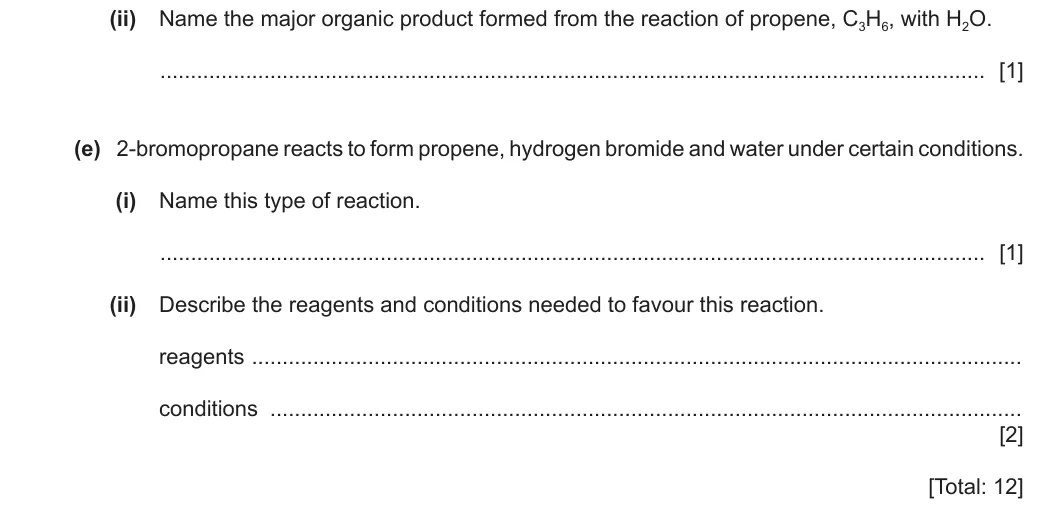 (ii) Name the major organic product formed from the reaction of propene, C₃H₆, with H₂O.
.......................................................................................................................................... [1]
(e) 2-bromopropane reacts to form propene, hydrogen bromide and water under certain conditions.
(i) Name this type of reaction.
.......................................................................................................................................... [1]
(ii) Describe the reagents and conditions needed to favour this reaction.
reagents ................................................................................................................................
conditions .............................................................................................................................
[2]
[Total: 12]